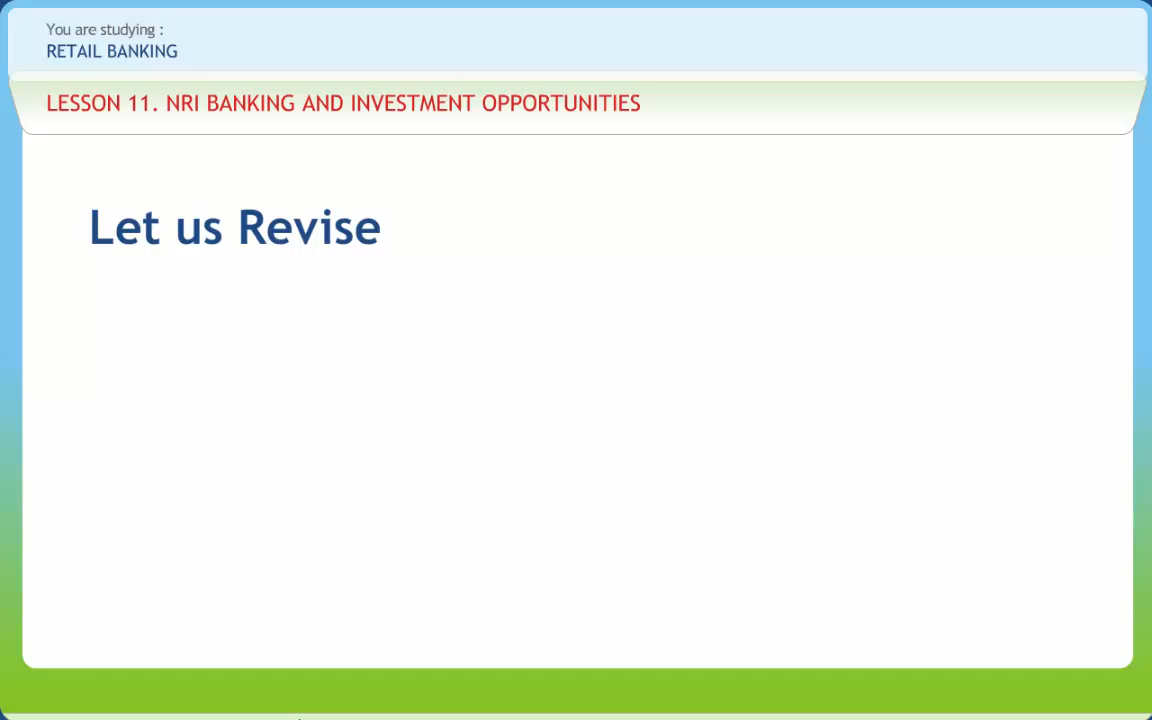 You are studying :
RETAIL BANKING
LESSON 11. NRI BANKING AND INVESTMENT OPPORTUNITIES
Let us Revise